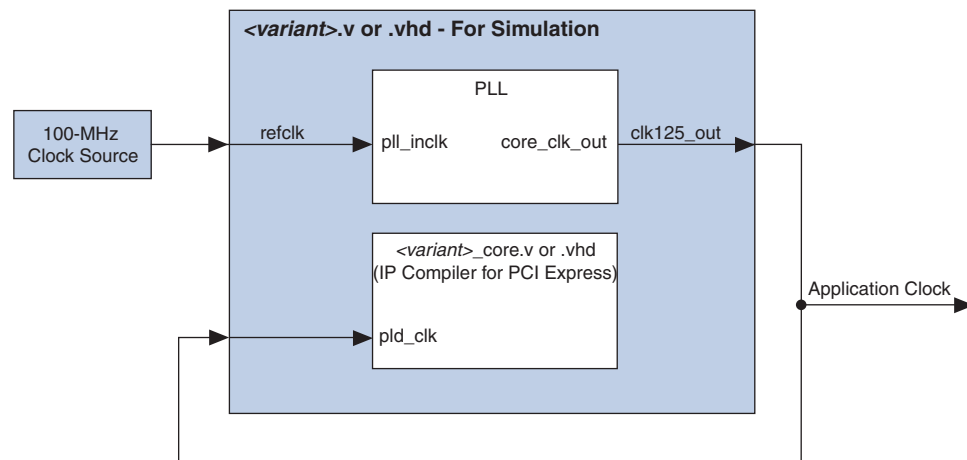 <variant>.v or .vhd - For Simulation
PLL
100-MHz
Clock Source
refclk
pll_inclk
core_clk_out
clk125_out
<variant>_core.v or .vhd
(IP Compiler for PCI Express)
Application Clock
pld_clk